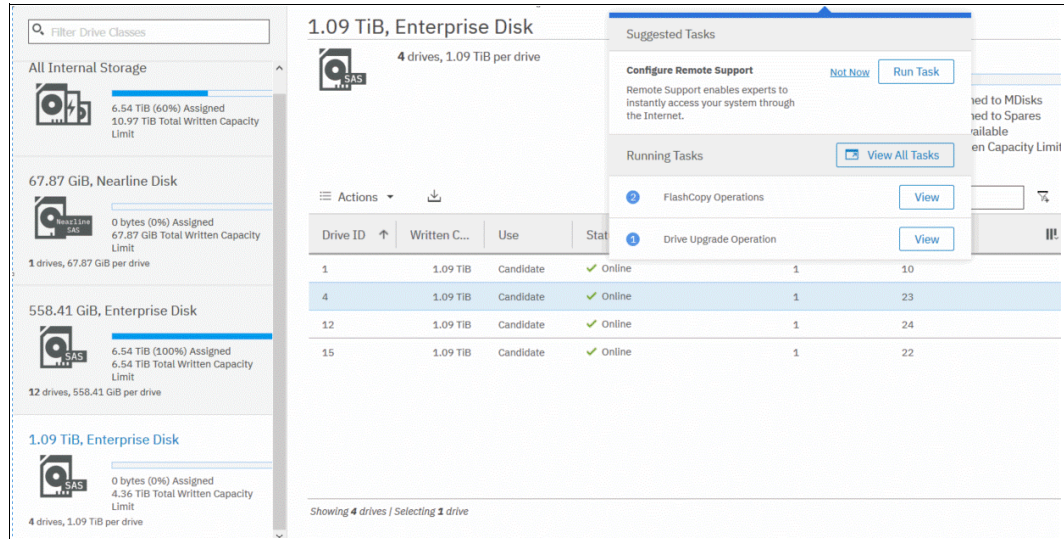 Filter Drive Classes
All Internal Storage
6.54 TiB (60%) Assigned
10.97 TiB Total Written Capacity
Limit
67.87 GiB, Nearline Disk
Nearline
SAS
0 bytes (0%) Assigned
67.87 GiB Total Written Capacity
Limit
1 drives, 67.87 GiB per drive
558.41 GiB, Enterprise Disk
SAS
6.54 TiB (100%) Assigned
6.54 TiB Total Written Capacity
Limit
12 drives, 558.41 GiB per drive
1.09 TiB, Enterprise Disk
SAS
0 bytes (0%) Assigned
4.36 TiB Total Written Capacity
Limit
4 drives, 1.09 TiB per drive
1.09 TiB, Enterprise Disk
SAS
4 drives, 1.09 TiB per drive
Suggested Tasks
Configure Remote Support
Not Now
Run Task
Remote Support enables experts to
instantly access your system through
the Internet.
Running Tasks
View All Tasks
2 FlashCopy Operations View
1 Drive Upgrade Operation View
to MDisks
to Spares
Capacity Limit
Actions
Drive ID Written C... Use
1 1.09 TiB Candidate Online 1 10
4 1.09 TiB Candidate Online 1 23
12 1.09 TiB Candidate Online 1 24
15 1.09 TiB Candidate Online 1 22
Showing 4 drives | Selecting 1 drive